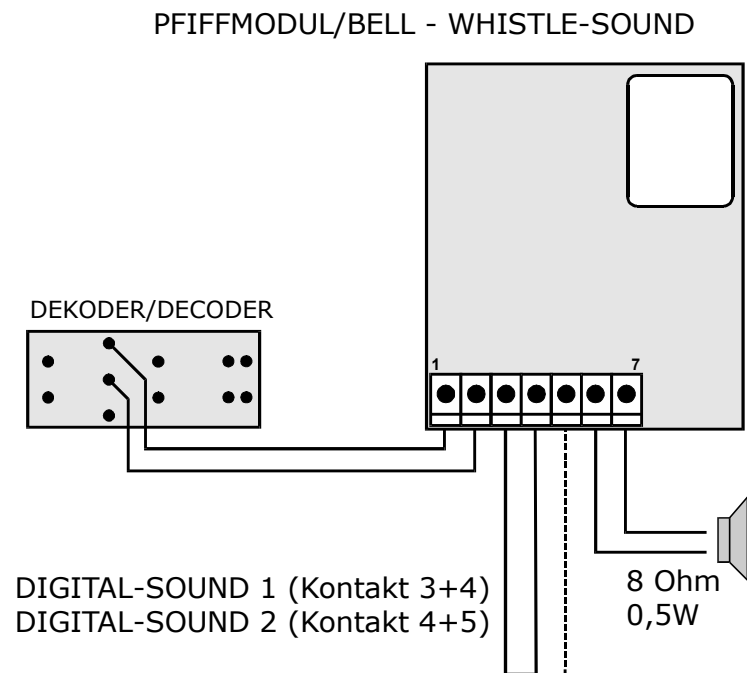 PFIFFMODUL/BELL - WHISTLE-SOUND
DEKODER/DECODER
1
7
DIGITAL-SOUND 1 (Kontakt 3+4)
DIGITAL-SOUND 2 (Kontakt 4+5)
8 Ohm
0,5W